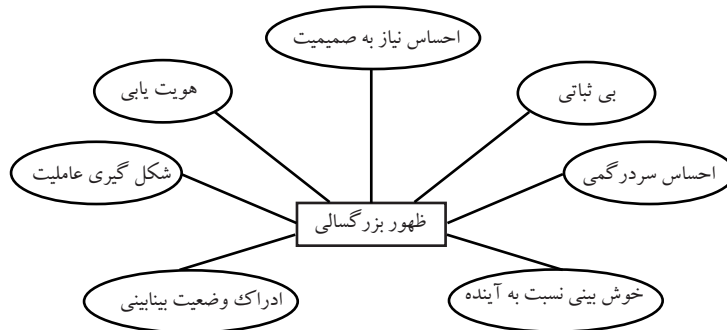 احساس نیاز به صمیمیت
بی ثباتی
هویت یابی
احساس سردرگمی
شکل گیری عاملیت
ظهور بزرگسالی
خوش بینی نسبت به آینده
ادراک وضعیت بینابینی